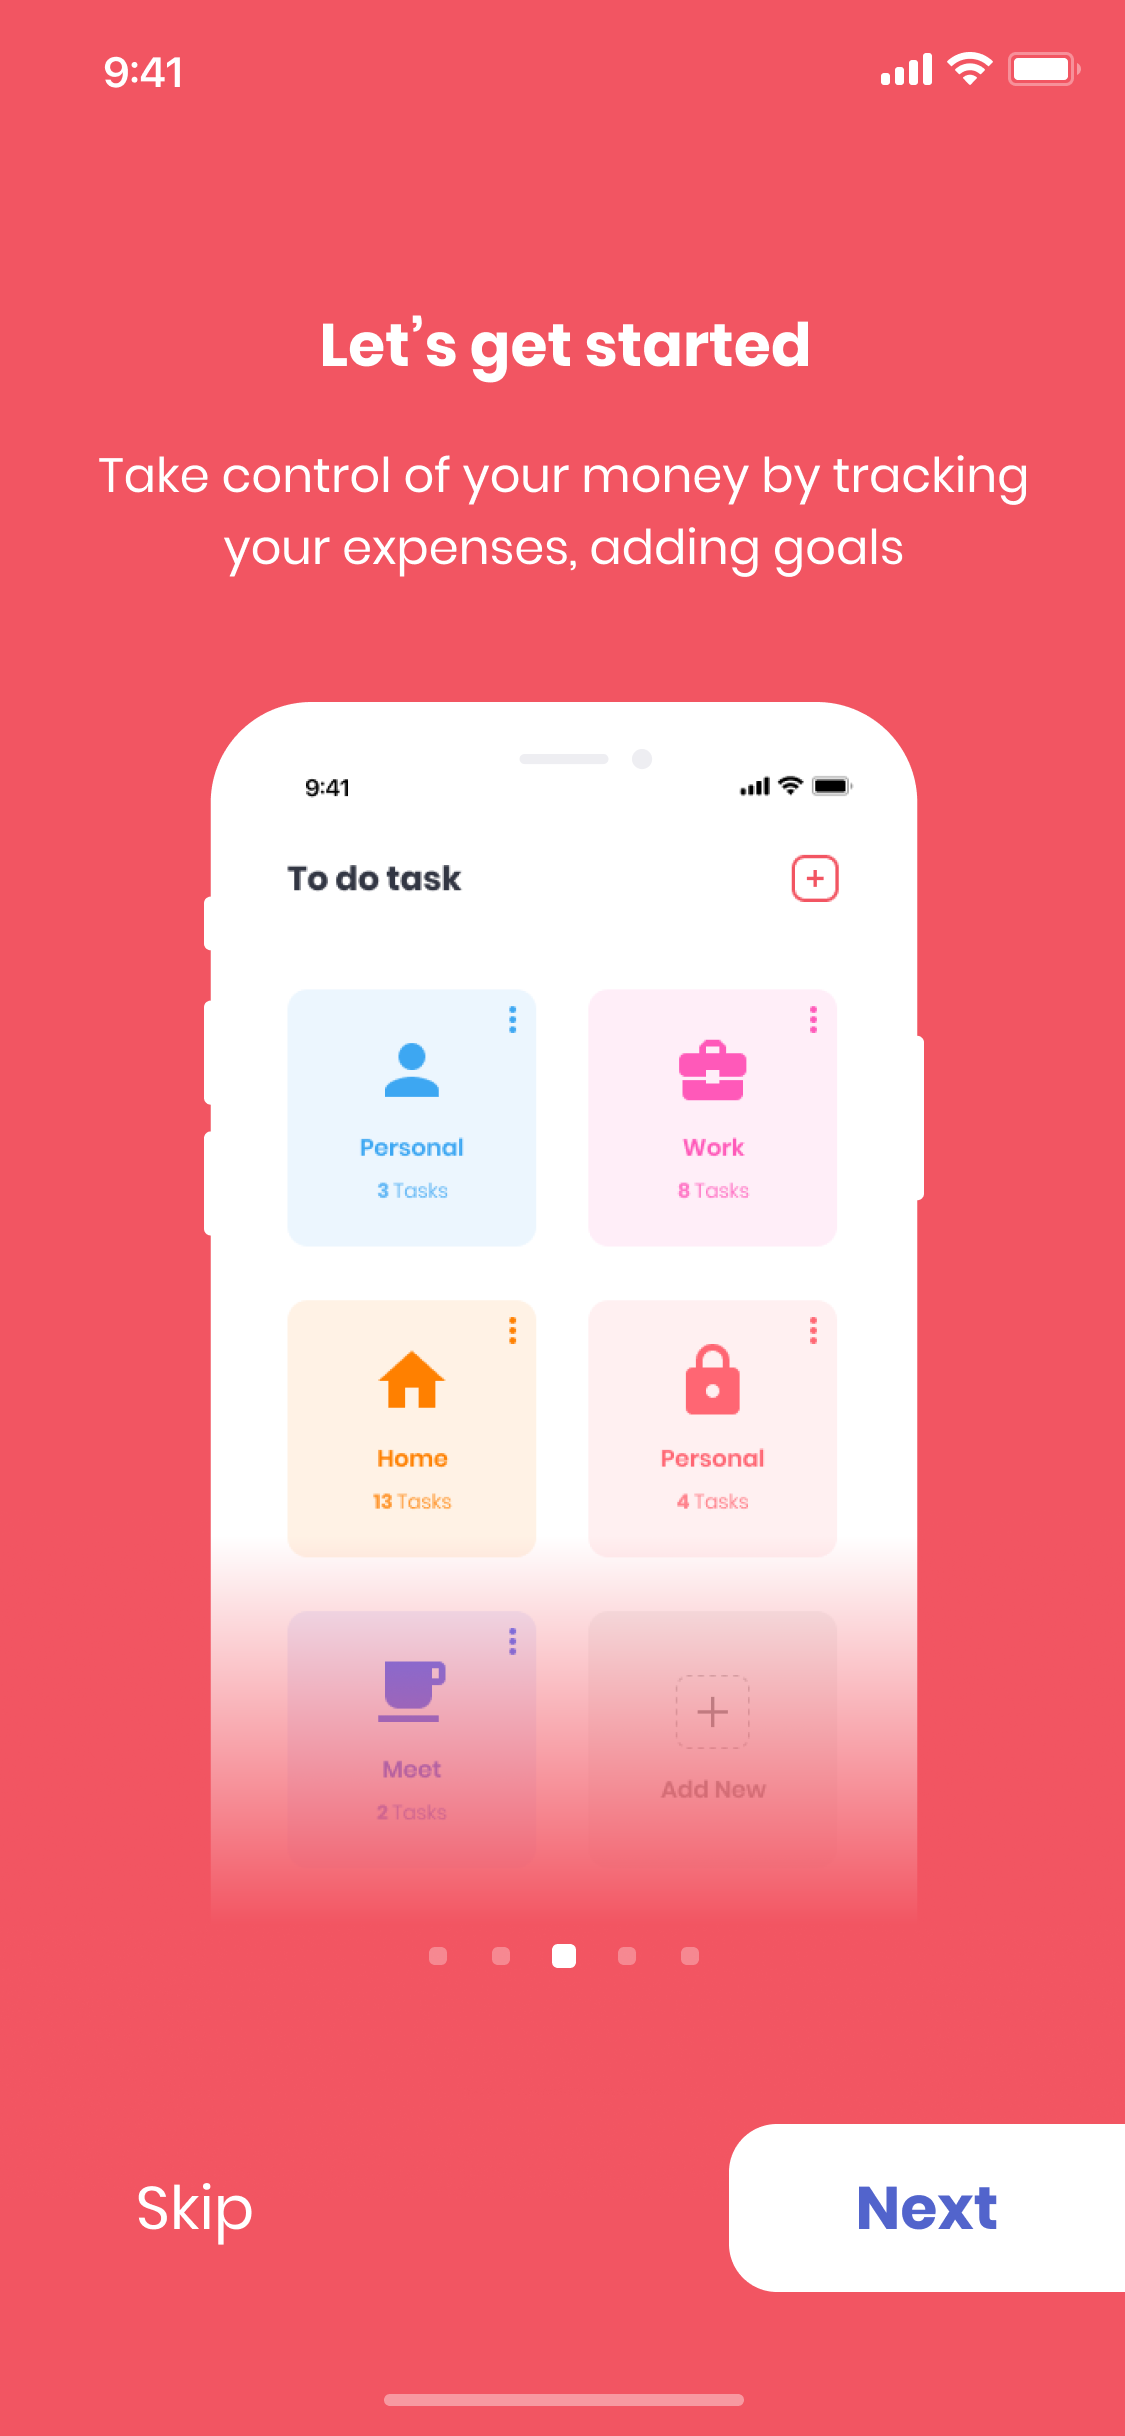 9:41
Let’s get started
Take control of your money by tracking
your expenses, adding goals
9:41
To do task
Personal
3 Tasks
Work
8 Tasks
Home
13 Tasks
Personal
4 Tasks
Meet
2 Tasks
Add New
Skip
Next